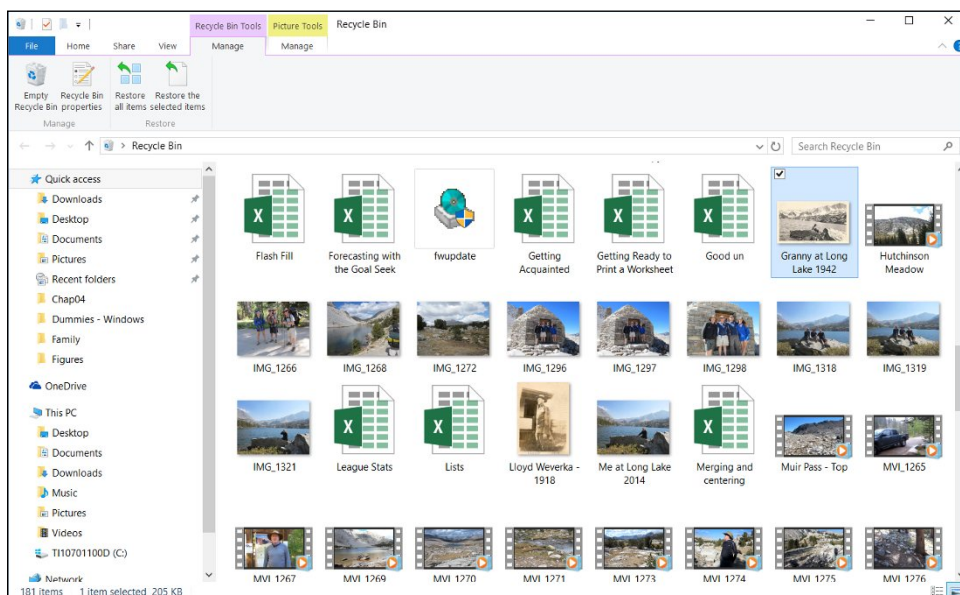 Recycle Bin Tools Picture Tools Recycle Bin
File Home Share View Manage Manage
Empty Recycle Bin Restore Restore the
Recycle Bin properties all items selected items
Manage Restore
Recycle Bin Search Recycle Bin
Quick access
Downloads
Desktop
Documents
Pictures
Recent folders
Chap04
Dummies - Windows
Family
Figures
OneDrive
This PC
Desktop
Documents
Downloads
Music
Pictures
Videos
TI10701100D (C:)
Network
Flash Fill Forecasting with fwupdate Getting Getting Ready to Good un Granny at Long Hutchinson
the Goal Seek Acquainted Print a Worksheet Lake 1942 Meadow
IMG_1266 IMG_1268 IMG_1272 IMG_1296 IMG_1297 IMG_1298 IMG_1318 IMG_1319
IMG_1321 League Stats Lists Lloyd Weverka - Me at Long Lake Merging and Muir Pass - Top MVI_1265
1918 2014 centering
MVI_1267 MVI_1269 MVI_1270 MVI_1271 MVI_1273 MVI_1274 MVI_1275 MVI_1276
181 items 1 item selected 205 KB